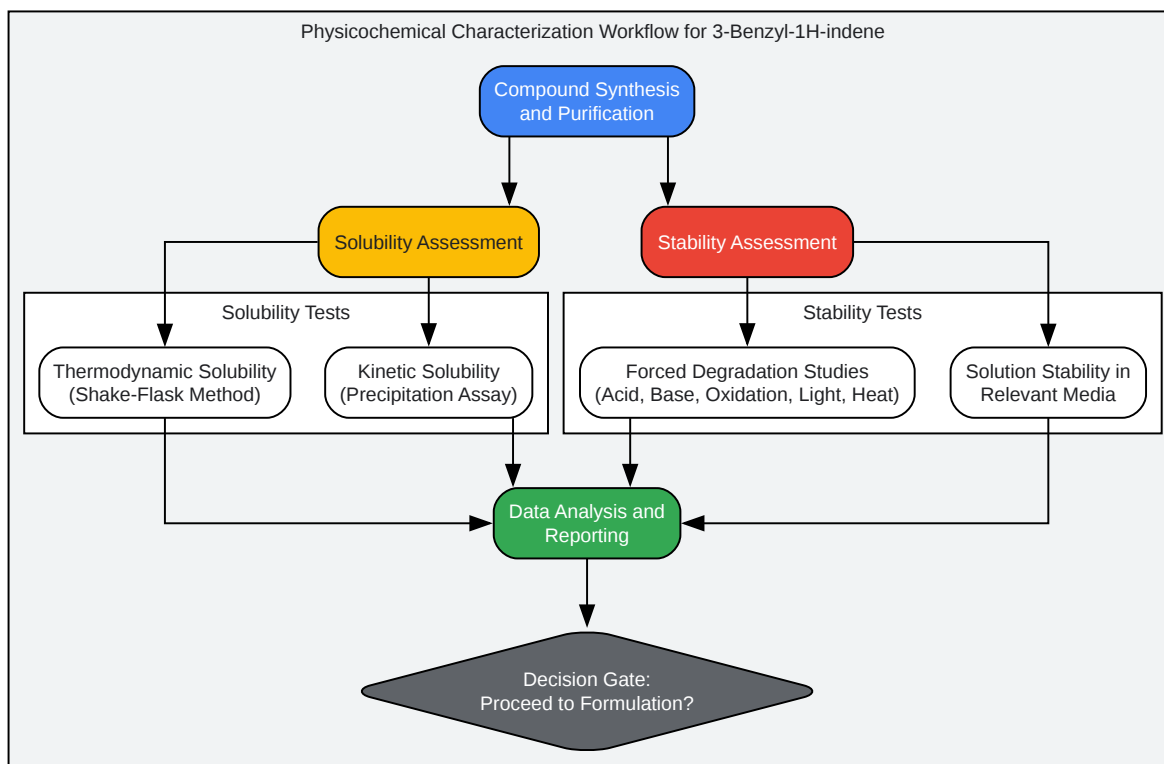 Physicochemical Characterization Workflow for 3-Benzyl-1H-indene
Compound Synthesis
and Purification
Solubility Assessment
Stability Assessment
Solubility Tests
Stability Tests
Thermodynamic Solubility
(Shake-Flask Method)
Kinetic Solubility
(Precipitation Assay)
Forced Degradation Studies
(Acid, Base, Oxidation, Light, Heat)
Solution Stability in
Relevant Media
Data Analysis and
Reporting
Decision Gate:
Proceed to Formulation?